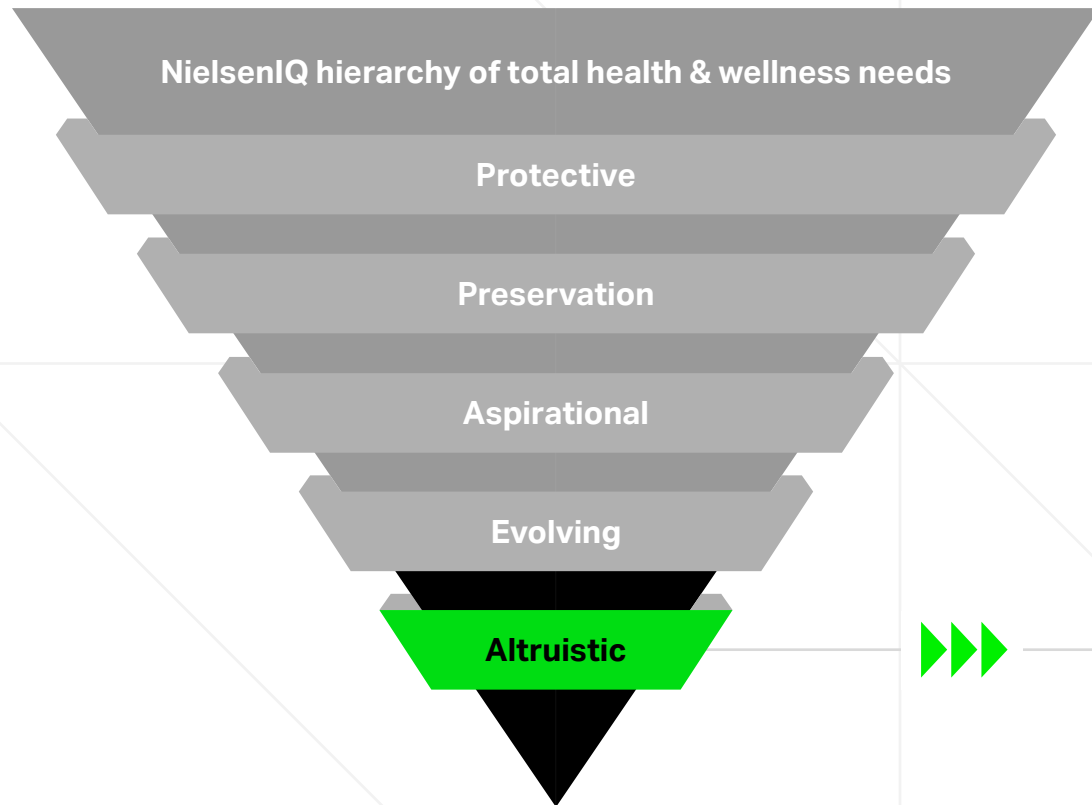 NielsenIQ hierarchy of total health & wellness needs
Protective
Preservation
Aspirational
Evolving
Altruistic